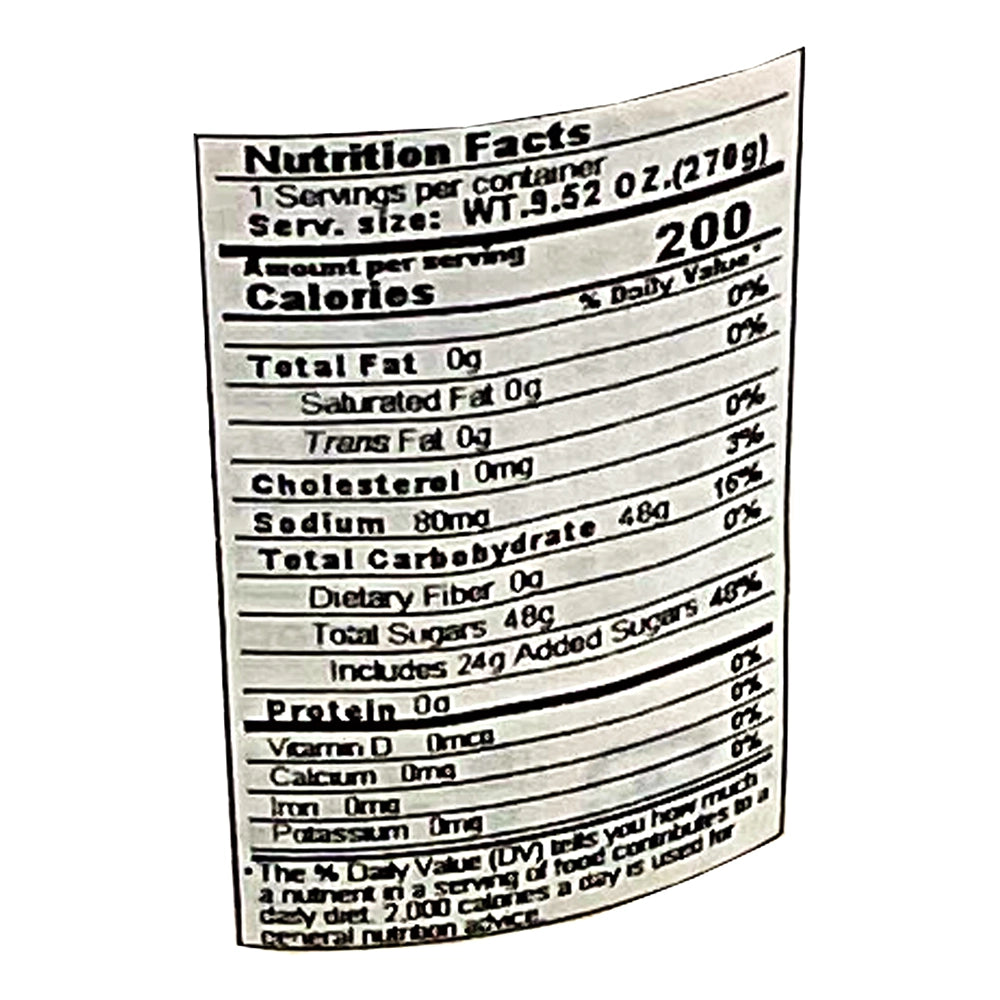 Nutrition Facts
1 Servings per container
Serv. size: WT.9.52 OZ.(270g)
Amount per serving
Calories 200
% Daily Value*
Total Fat 0g 0%
Saturated Fat 0g 0%
Trans Fat 0g
Cholesterol 0mg 0%
Sodium 80mg 3%
Total Carbohydrate 48g 16%
Dietary Fiber 0g 0%
Total Sugars 48g
Includes 24g Added Sugars 48%
Protein 0g
Vitamin D 0mcg 0%
Calcium 0mg 0%
Iron 0mg 0%
Potassium 0mg 0%
*The % Daily Value (DV) tells you how much
a nutrient in a serving of food contributes to a
daily diet. 2,000 calories a day is used for
general nutrition advice.